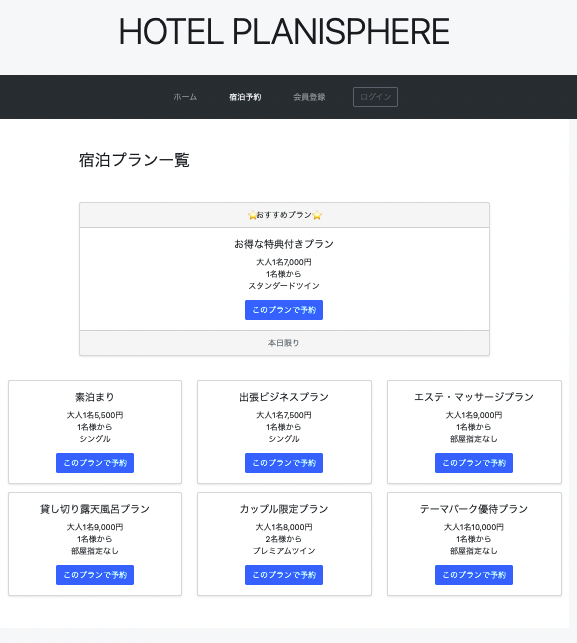 HOTEL PLANISPHERE
ホーム 宿泊予約 会員登録 ログイン
宿泊プラン一覧
⭐おすすめプラン⭐
お得な特典付きプラン
大人1名7,000円
1名様から
スタンダードツイン
このプランで予約
本日限り
素泊まり
大人1名5,500円
1名様から
シングル
このプランで予約
出張ビジネスプラン
大人1名7,500円
1名様から
シングル
このプランで予約
エステ・マッサージプラン
大人1名9,000円
1名様から
部屋指定なし
このプランで予約
貸し切り露天風呂プラン
大人1名9,000円
1名様から
部屋指定なし
このプランで予約
カップル限定プラン
大人1名8,000円
2名様から
プレミアムツイン
このプランで予約
テーマパーク優待プラン
大人1名10,000円
1名様から
部屋指定なし
このプランで予約